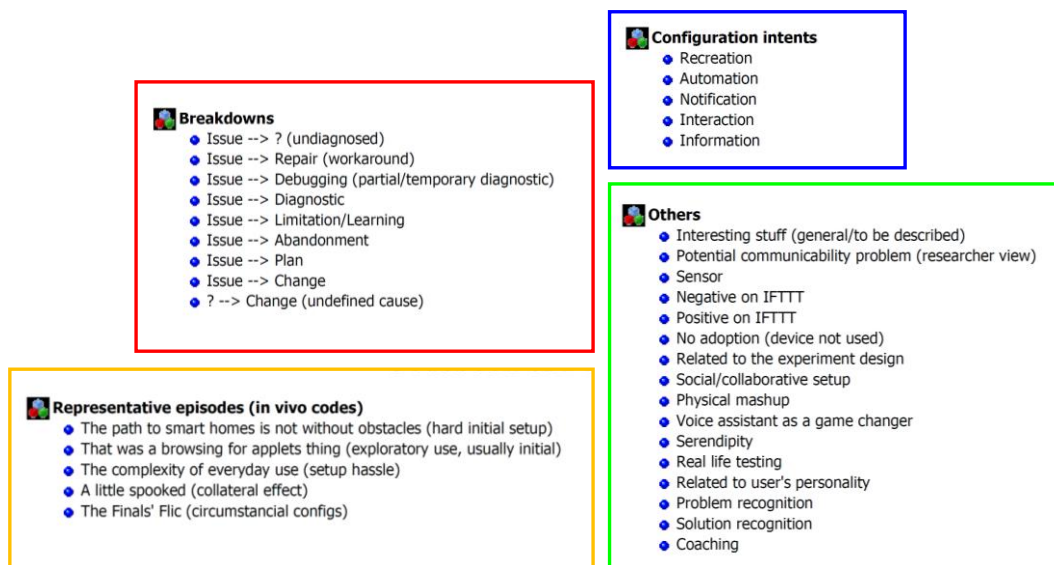 Configuration intents
Recreation
Automation
Notification
Interaction
Information
Breakdowns
Issue --> ? (undiagnosed)
Issue --> Repair (workaround)
Issue --> Debugging (partial/temporary diagnostic)
Issue --> Diagnostic
Issue --> Limitation/Learning
Issue --> Abandonment
Issue --> Plan
Issue --> Change
? --> Change (undefined cause)
Others
Interesting stuff (general/to be described)
Potential communicability problem (researcher view)
Sensor
Negative on IFTTT
Positive on IFTTT
No adoption (device not used)
Related to the experiment design
Social/collaborative setup
Physical mashup
Voice assistant as a game changer
Serendipity
Real life testing
Related to user's personality
Problem recognition
Solution recognition
Coaching
Representative episodes (in vivo codes)
The path to smart homes is not without obstacles (hard initial setup)
That was a browsing for applets thing (exploratory use, usually initial)
The complexity of everyday use (setup hassle)
A little spooked (collateral effect)
The Finals' Flic (circumstancial configs)